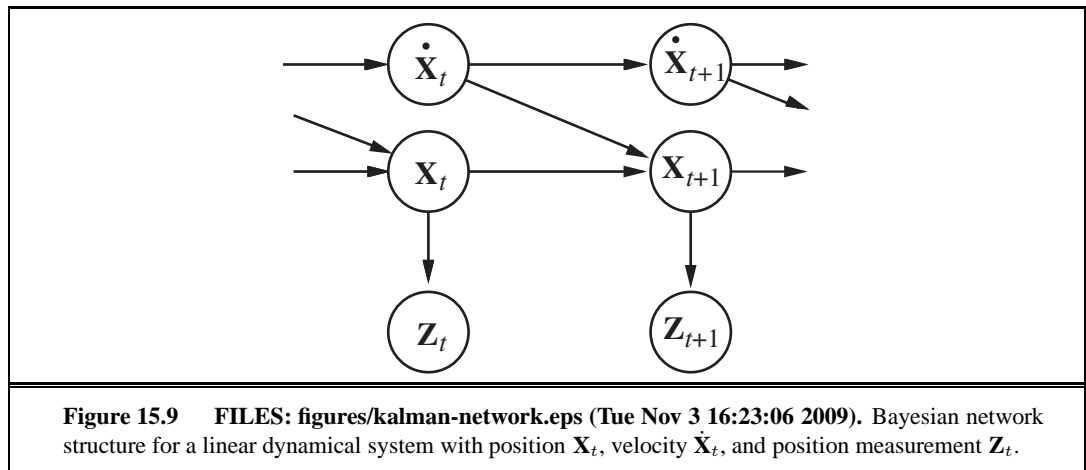 Ẋt Ẋt+1
Xt Xt+1
Zt Zt+1
Figure 15.9 FILES: figures/kalman-network.eps (Tue Nov 3 16:23:06 2009). Bayesian network
structure for a linear dynamical system with position Xt, velocity Ẋt, and position measurement Zt.